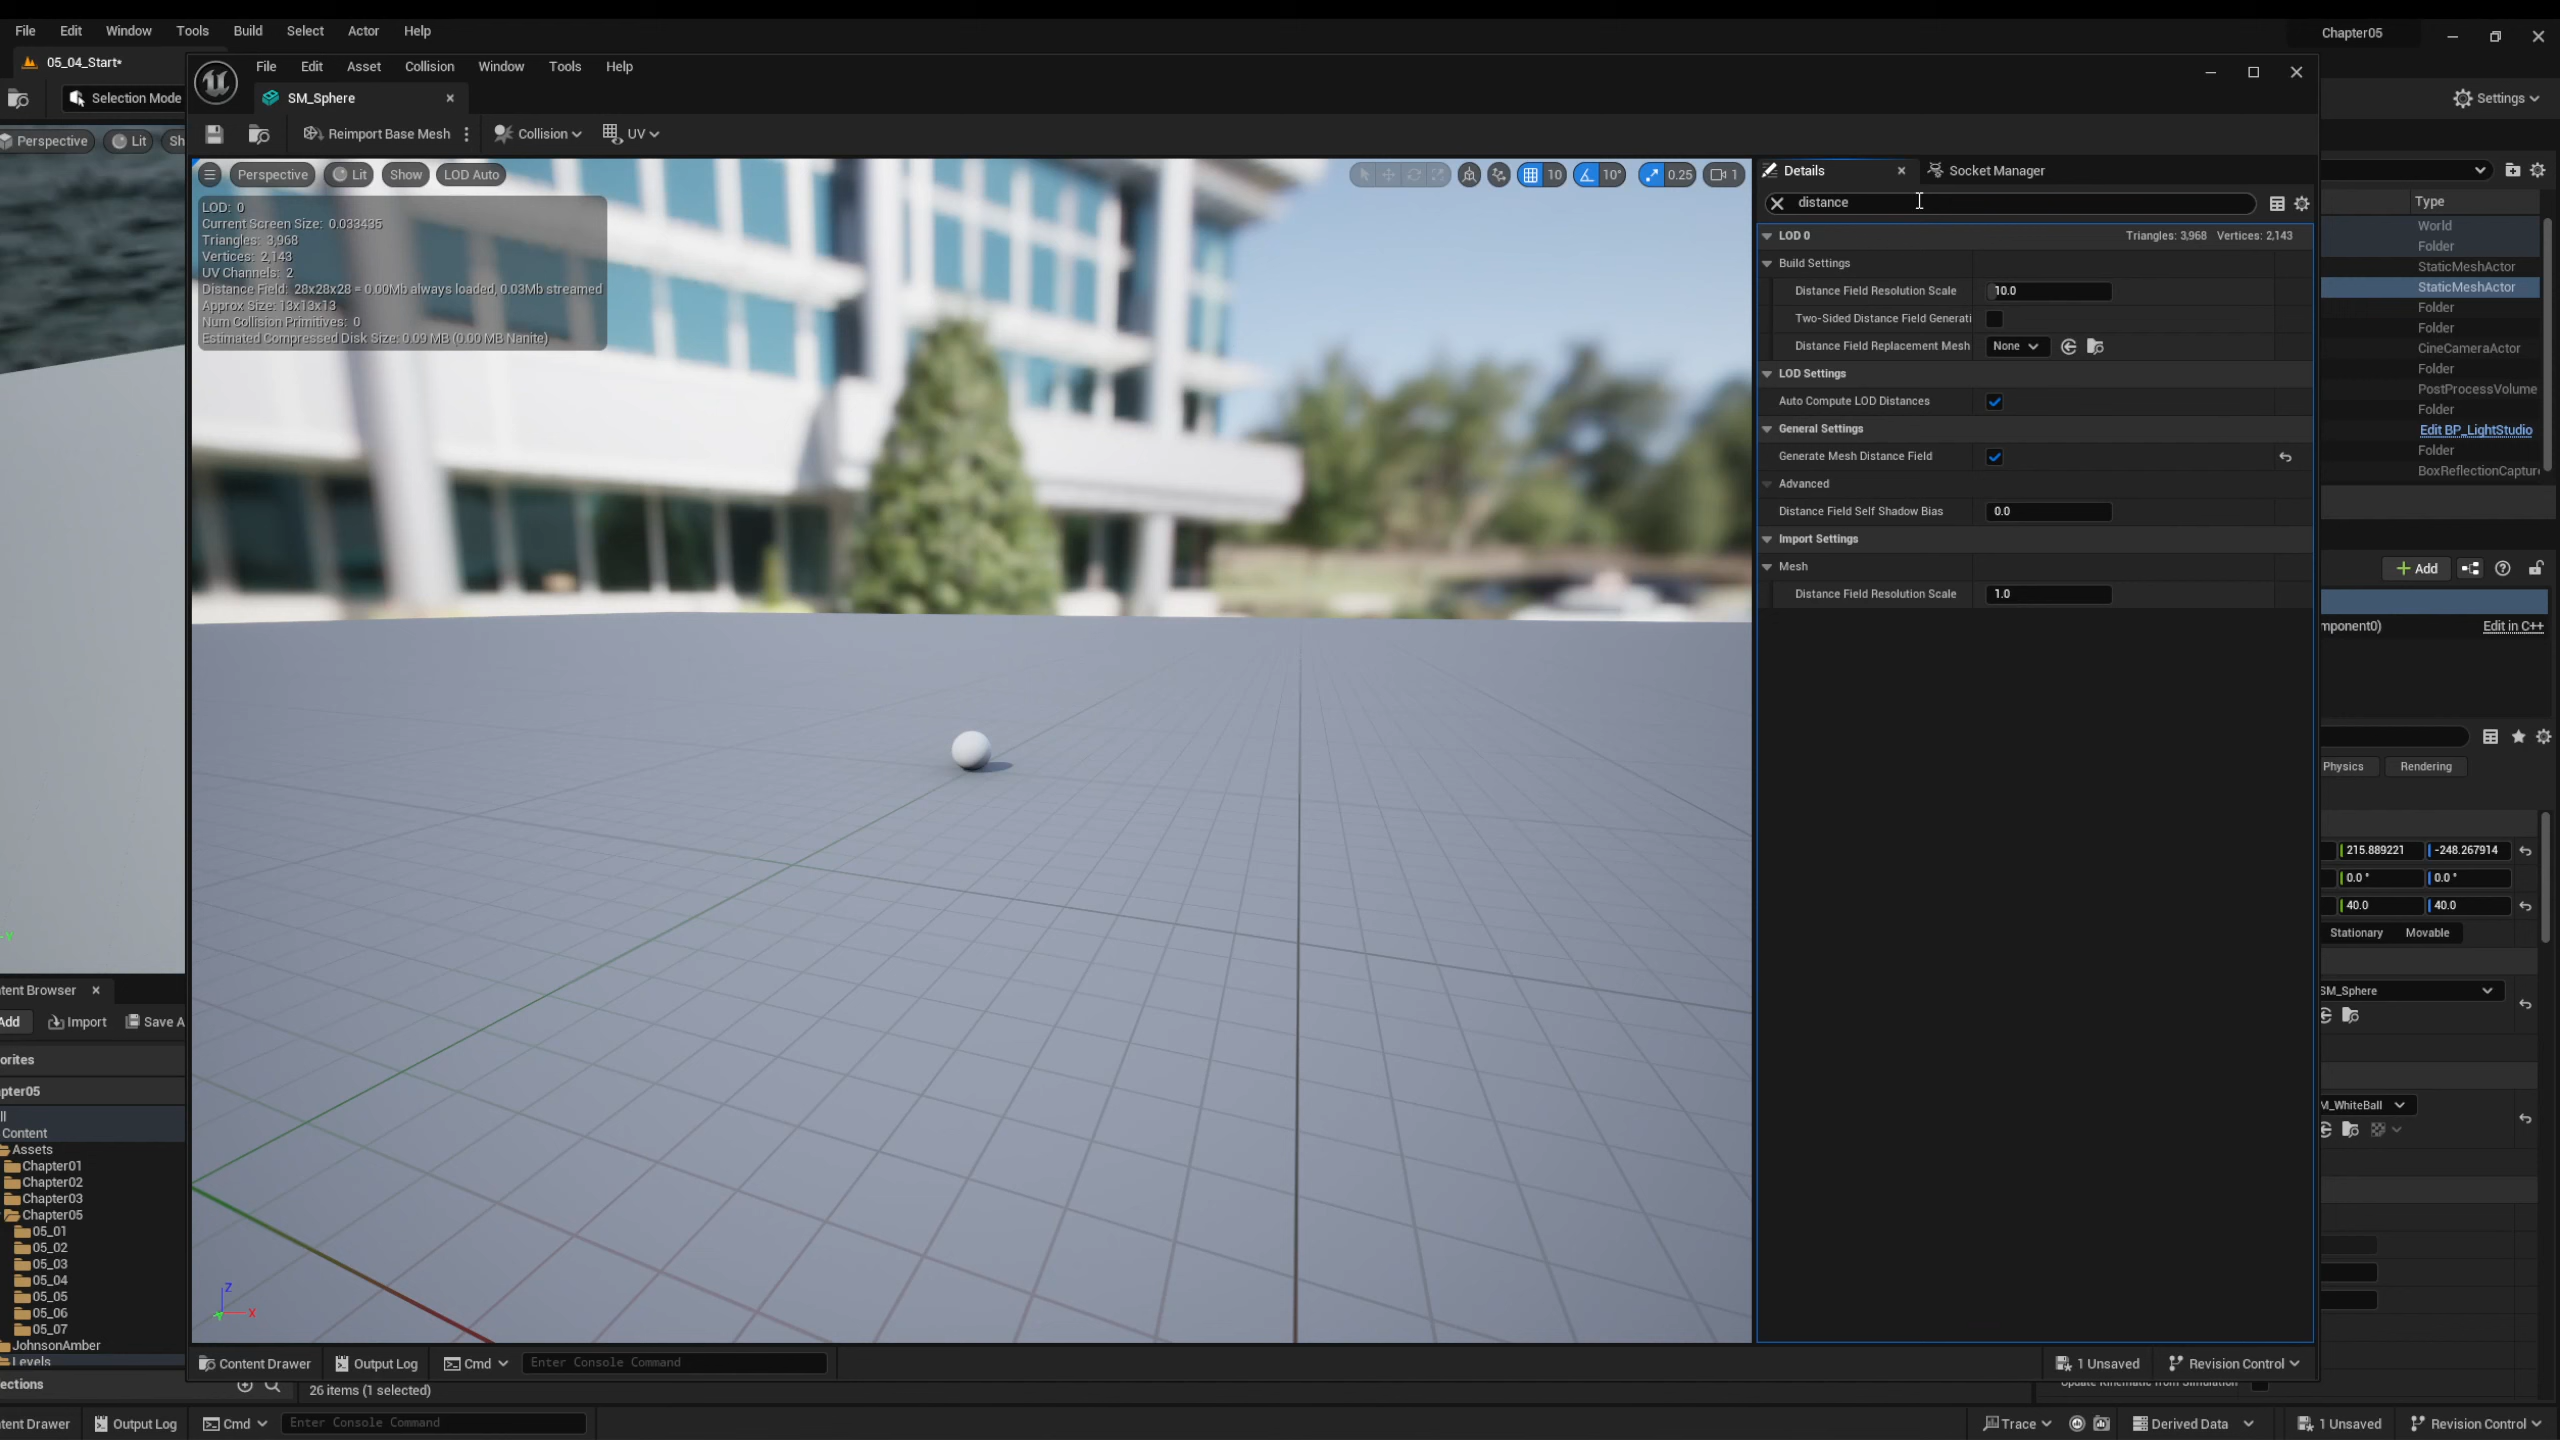 File Edit Window Tools Build Select Actor Help
Chapter05
05_04_Start*
File Edit Asset Collision Window Tools Help
Selection Mode
SM_Sphere
Settings
Reimport Base Mesh
Collision
UV
Perspective Lit Sh
Perspective Lit Show LOD Auto
10 10° 0.25 1
Details
Socket Manager
distance
LOD: 0
Current Screen Size: 0.033435
Triangles: 3,968
Vertices: 2,143
UV Channels: 2
Distance Field: 28x28x28 = 0.00Mb always loaded, 0.03Mb streamed
Approx Size: 13x13x13
Num Collision Primitives: 0
Estimated Compressed Disk Size: 0.09 MB (0.00 MB Nanite)
LOD 0 Triangles: 3,968 Vertices: 2,143
Build Settings
Distance Field Resolution Scale 10.0
Two-Sided Distance Field Generati
Distance Field Replacement Mesh None
LOD Settings
Auto Compute LOD Distances
General Settings
Generate Mesh Distance Field
Advanced
Distance Field Self Shadow Bias 0.0
Import Settings
Mesh
Distance Field Resolution Scale 1.0
Type
World
Folder
StaticMeshActor
StaticMeshActor
Folder
Folder
CineCameraActor
Folder
PostProcessVolume
Folder
Edit BP_LightStudio
Folder
BoxReflectionCapture
Add
mponent0) Edit in C++
Physics Rendering
215.889221 -248.267914
0.0 ° 0.0 °
40.0 40.0
Stationary Movable
SM_Sphere
M_WhiteBall
-Y
Z
X
Y
tent Browser
Add Import Save A
orites
pter05
ll
Content
Assets
Chapter01
Chapter02
Chapter03
Chapter05
05_01
05_02
05_03
05_04
05_05
05_06
05_07
JohnsonAmber
Levels
ections
Content Drawer Output Log Cmd Enter Console Command
1 Unsaved Revision Control
26 items (1 selected)
Update Kinematic from Simulation
tent Drawer Output Log Cmd Enter Console Command
Trace Derived Data 1 Unsaved Revision Control